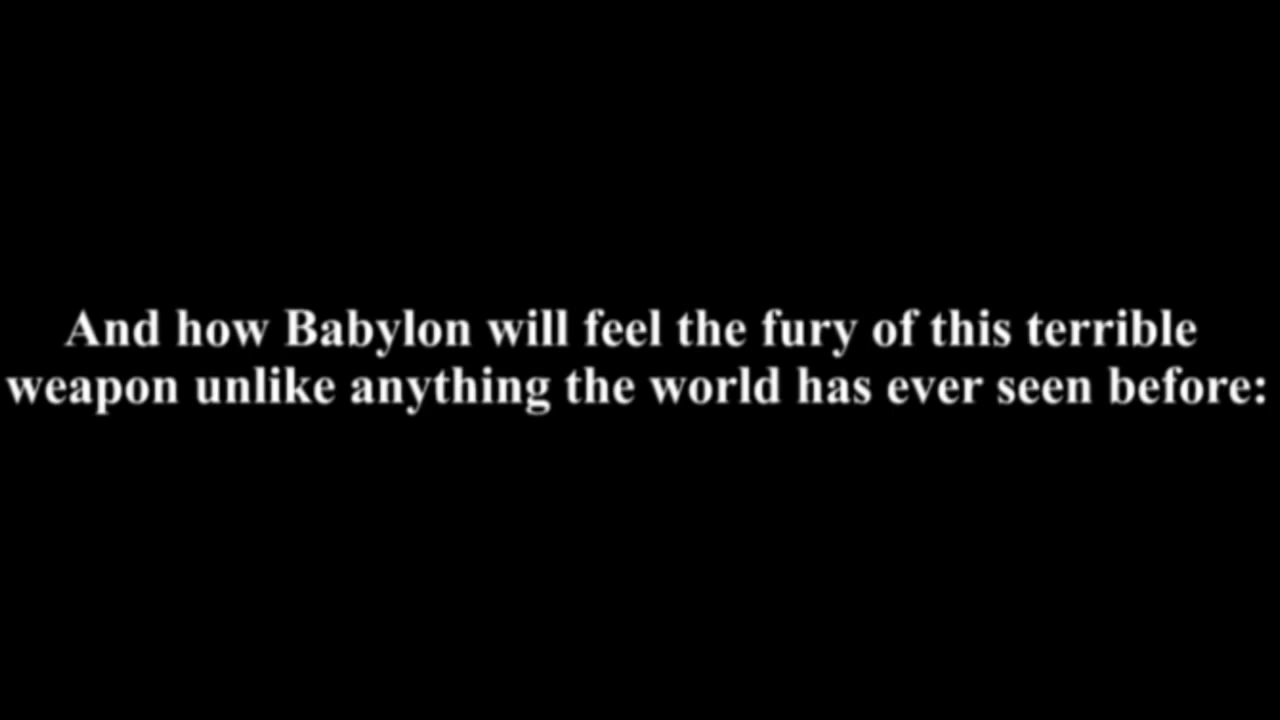 And how Babylon will feel the fury of this terrible
weapon unlike anything the world has ever seen before: